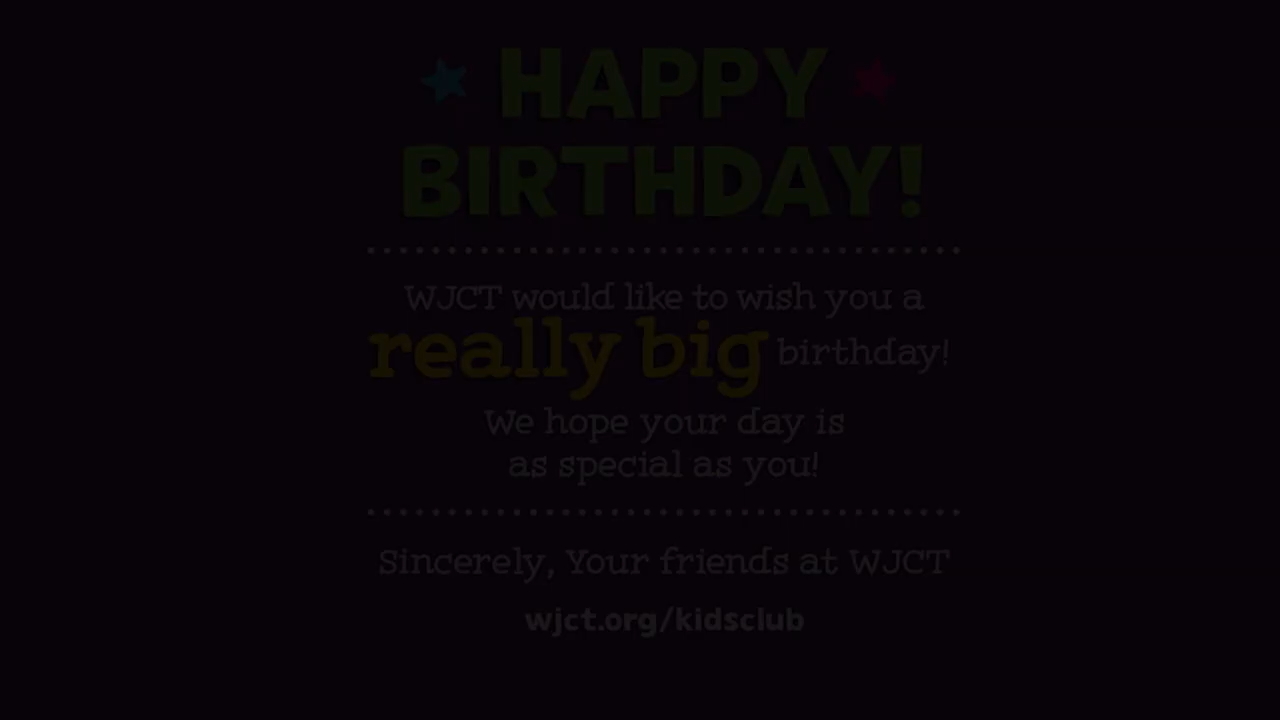 HAPPY
BIRTHDAY!
WJCT would like to wish you a
really big birthday!
We hope your day is
as special as you!
Sincerely, Your friends at WJCT
wjct.org/kidsclub